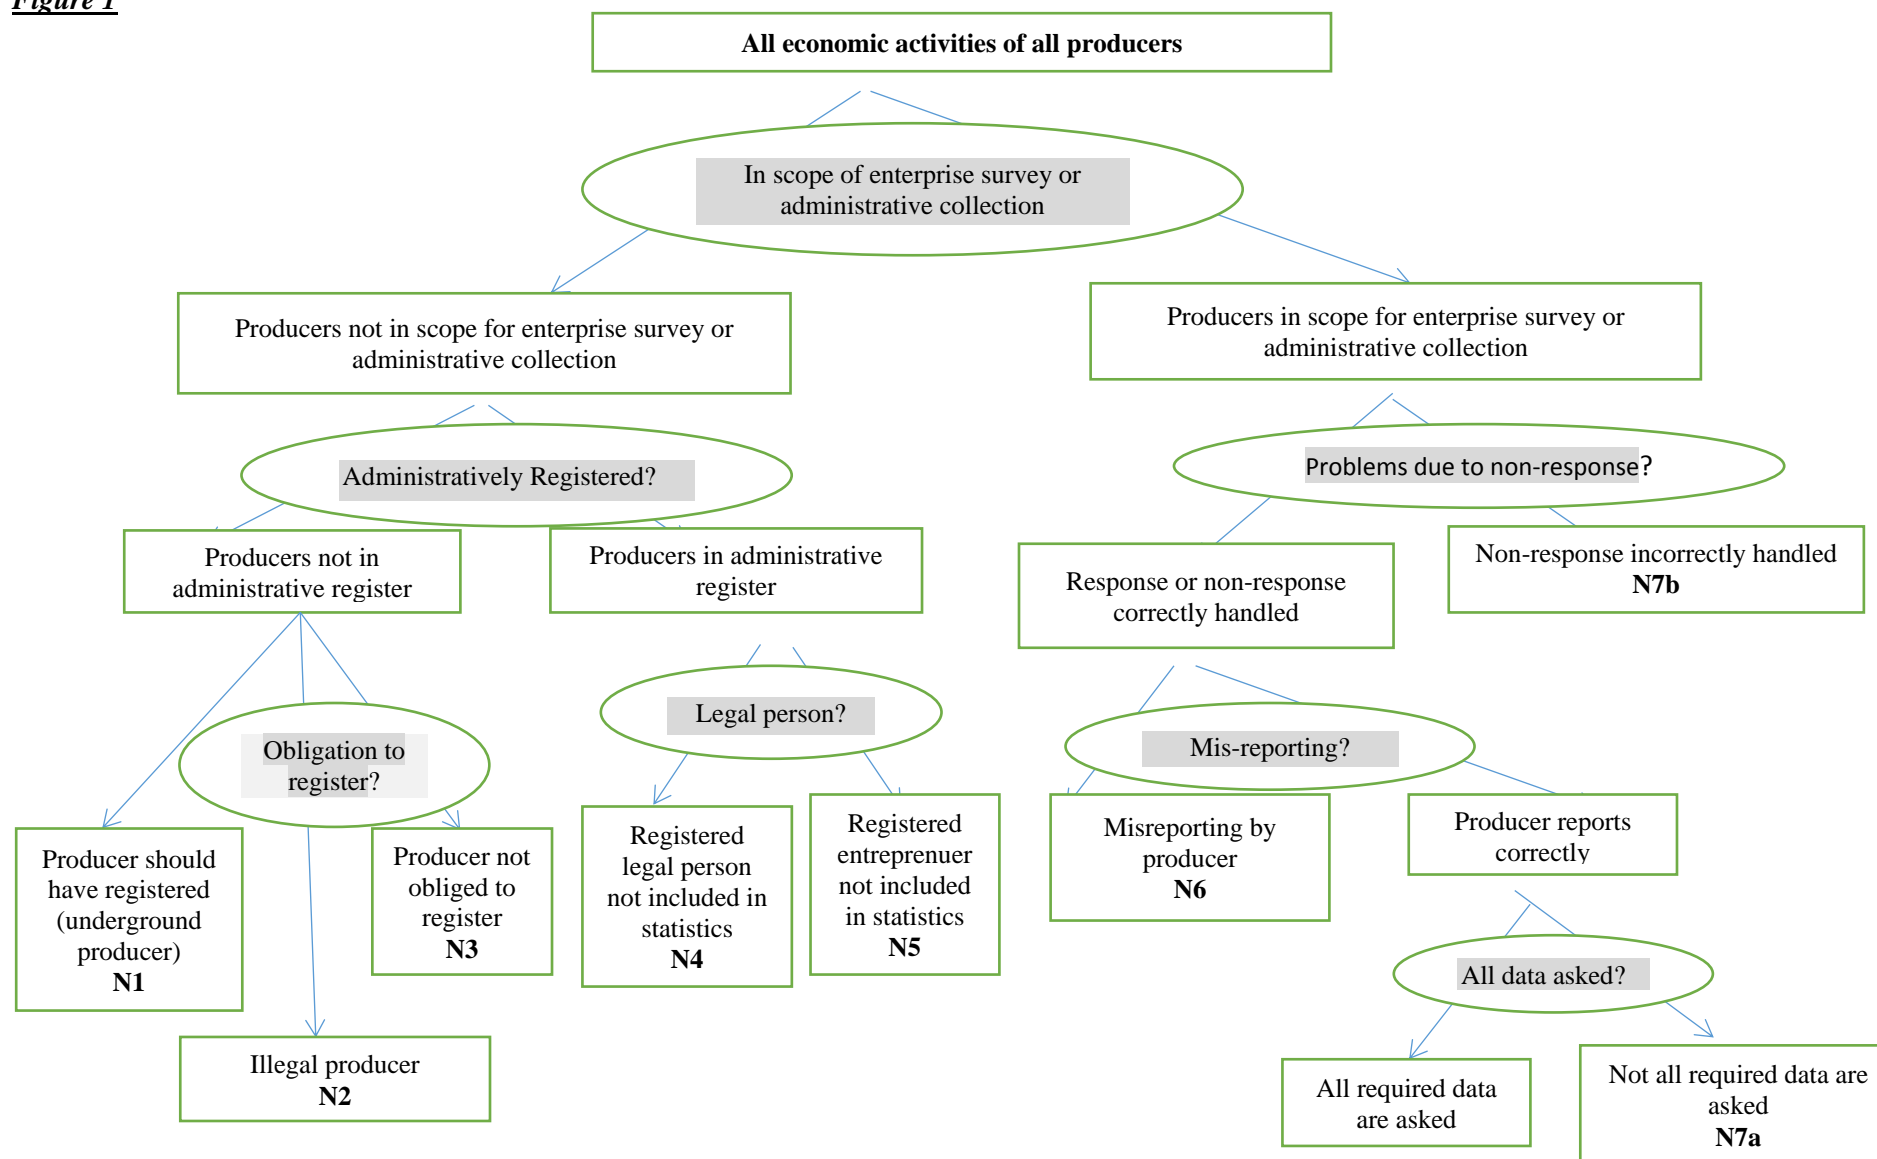 Figure 1
All economic activities of all producers
In scope of enterprise survey or
administrative collection
Producers not in scope for enterprise survey or
administrative collection
Producers in scope for enterprise survey or
administrative collection
Administratively Registered?
Problems due to non-response?
Producers not in
administrative register
Producers in administrative
register
Response or non-response
correctly handled
Non-response incorrectly handled
N7b
Obligation to
register?
Legal person?
Mis-reporting?
Producer should
have registered
(underground
producer)
N1
Producer not
obliged to
register
N3
Registered
legal person
not included in
statistics
N4
Registered
entreprenuer
not included
in statistics
N5
Misreporting by
producer
N6
Producer reports
correctly
All data asked?
Illegal producer
N2
All required data
are asked
Not all required data are
asked
N7a